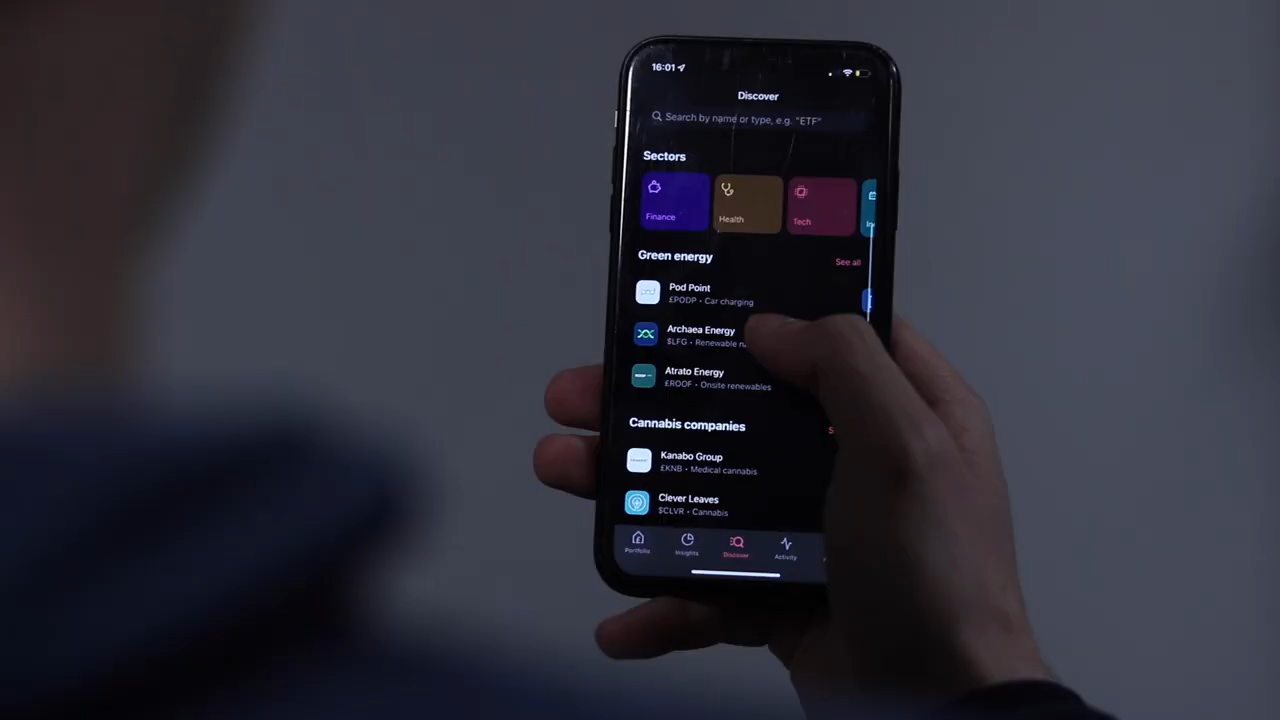 16:01
Discover
Search by name or type, e.g. "ETF"
Sectors
Finance
Health
Tech
Green energy
See all
Pod Point
£PODP • Car charging
Archaea Energy
$LFG • Renewable
Atrato Energy
£ROOF • Onsite renewables
Cannabis companies
Kanabo Group
£KNB • Medical cannabis
Clever Leaves
$CLVR • Cannabis
Portfolio
Insights
Discover
Activity